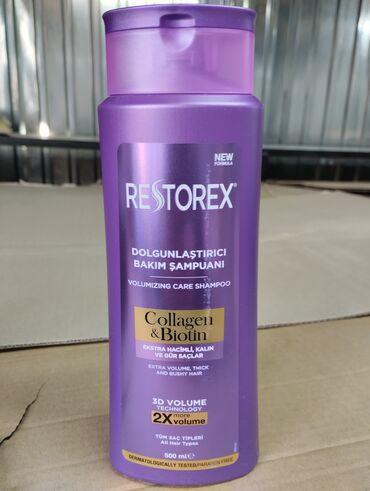 NEW
FORMULA
RESTOREX
DOLGUNLAŞTIRICI
BAKIM ŞAMPUANI
VOLUMIZING CARE SHAMPOO
Collagen
& Biotin
EKSTRA HACİMLİ, KALIN
VE GÜR SAÇLAR
EXTRA VOLUME, THICK
AND BUSHY HAIR
3D VOLUME
TECHNOLOGY
2X more volume
TÜM SAÇ TİPLERİ
All Hair Types
500 ml e
DERMATOLOGICALLY TESTED/PARABEN FREE